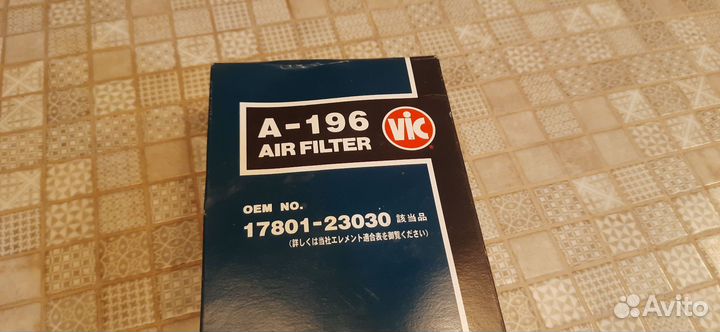 A-196
AIR FILTER
VIC
OEM NO.
17801-23030 該当品
(詳しくは当社エレメント適合表を御覧ください)
Avito